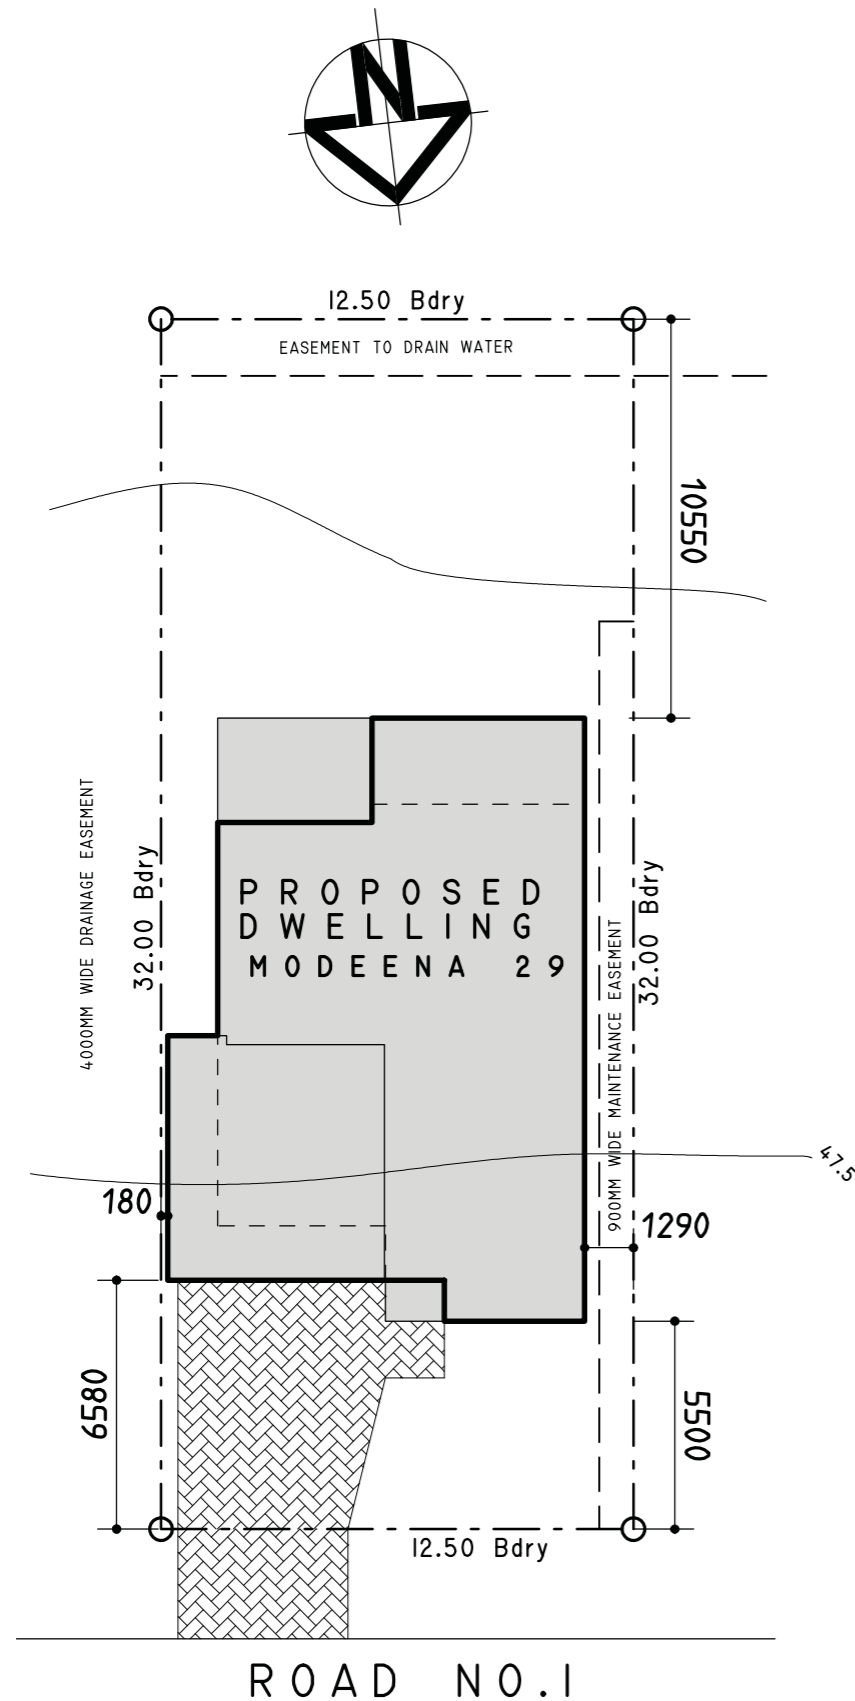 N
12.50 Bdry
EASEMENT TO DRAIN WATER
10550
4000MM WIDE DRAINAGE EASEMENT
32.00 Bdry
PROPOSED
DWELLING
MODEENA 29
900MM WIDE MAINTENANCE EASEMENT
32.00 Bdry
47.5
180
1290
6580
5500
12.50 Bdry
ROAD NO.1